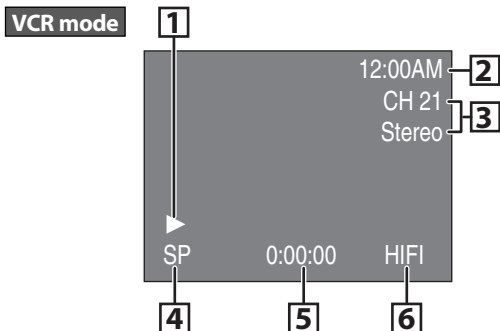 VCR mode 1
12:00AM 2
CH 21
3
Stereo
SP 0:00:00 HIFI
4 5 6